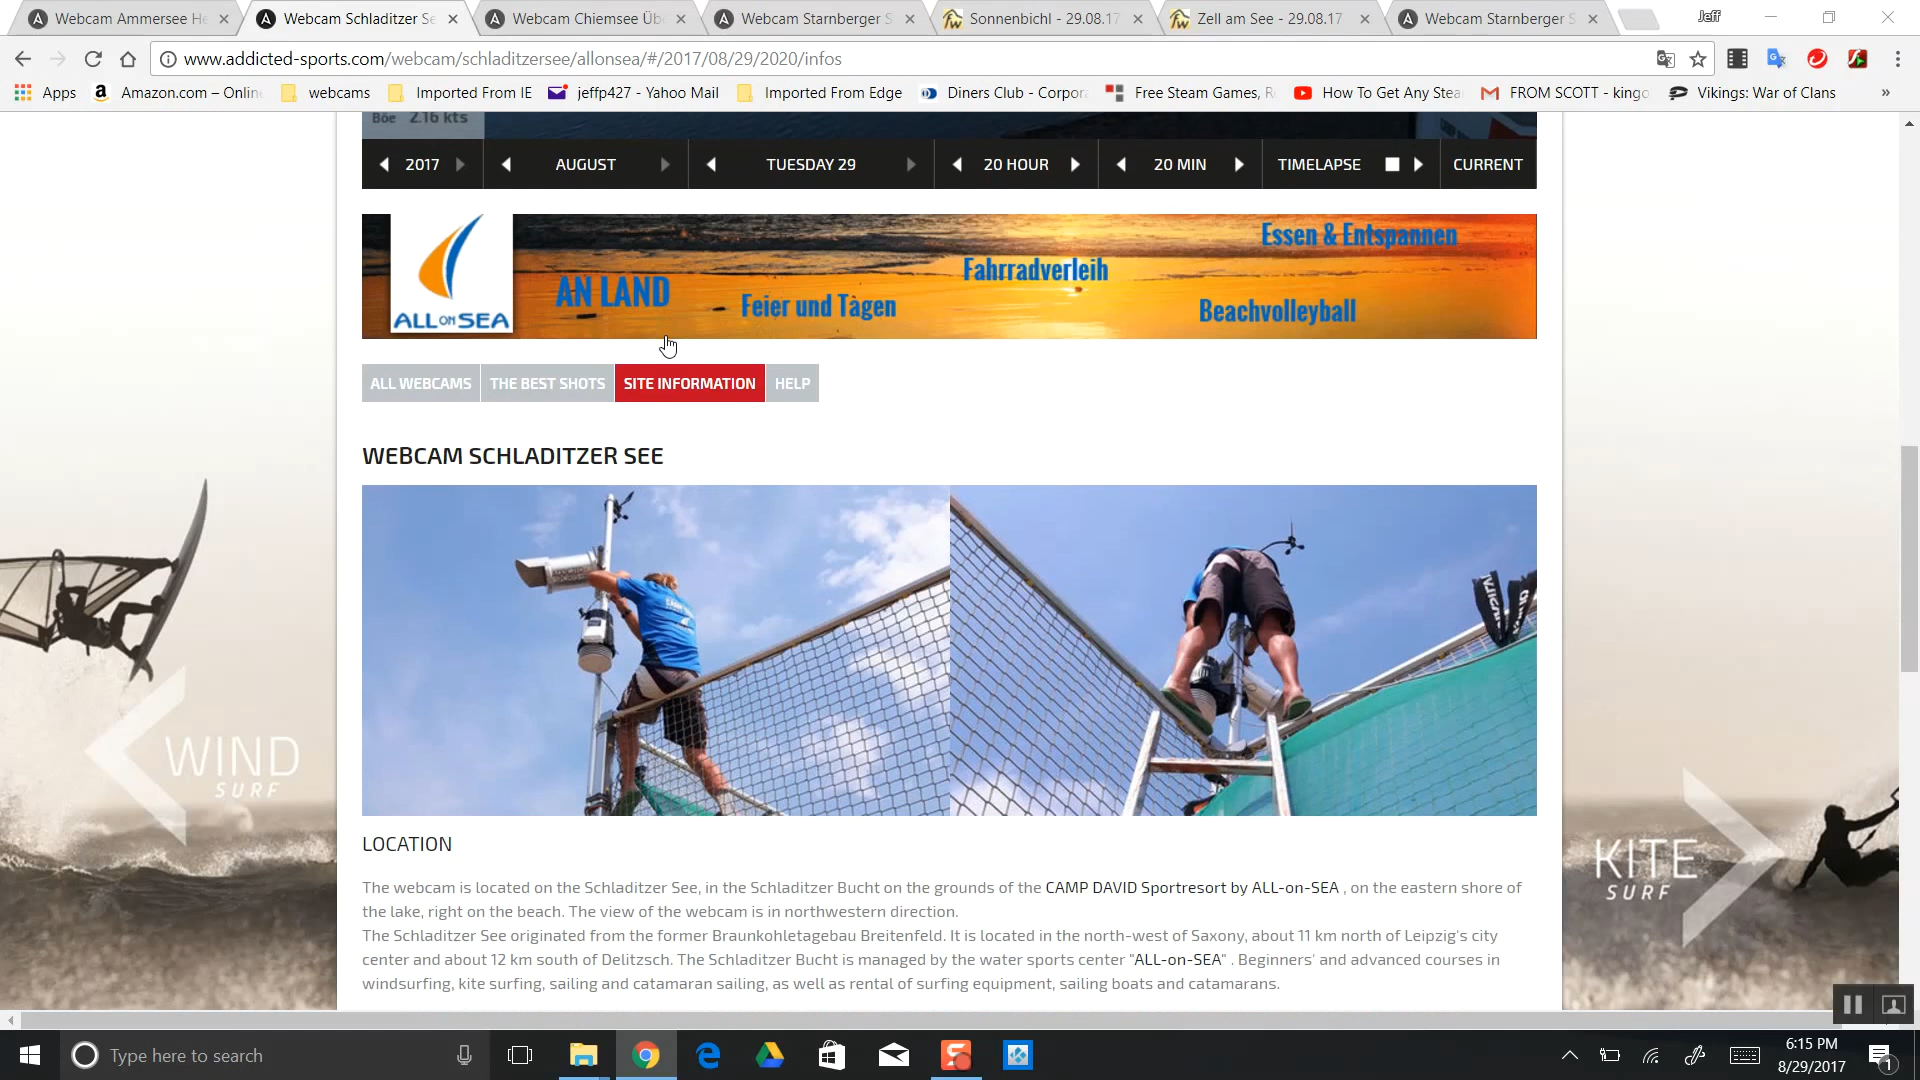 Webcam Ammersee He
Webcam Schladitzer Se
Webcam Chiemsee Üb
Webcam Starnberger S
Sonnenbichl - 29.08.17
Zell am See - 29.08.17
Webcam Starnberger S
Jeff
www.addicted-sports.com/webcam/schladitzersee/allonsea/#/2017/08/29/2020/infos
Apps
Amazon.com – Onlin
webcams
Imported From IE
jeffp427 - Yahoo Mail
Imported From Edge
Diners Club - Corpor
Free Steam Games, R
How To Get Any Stea
FROM SCOTT - kingo
Vikings: War of Clans
Böe 2.16 kts
2017
AUGUST
TUESDAY 29
20 HOUR
20 MIN
TIMELAPSE
CURRENT
ALL ON SEA
AN LAND
Feier und Tagen
Fahrradverleih
Essen & Entspannen
Beachvolleyball
ALL WEBCAMS
THE BEST SHOTS
SITE INFORMATION
HELP
WEBCAM SCHLADITZER SEE
WIND
SURF
KITE
SURF
LOCATION
The webcam is located on the Schladitzer See, in the Schladitzer Bucht on the grounds of the CAMP DAVID Sportresort by ALL-on-SEA , on the eastern shore of
the lake, right on the beach. The view of the webcam is in northwestern direction.
The Schladitzer See originated from the former Braunkohletagebau Breitenfeld. It is located in the north-west of Saxony, about 11 km north of Leipzig's city
center and about 12 km south of Delitzsch. The Schladitzer Bucht is managed by the water sports center "ALL-on-SEA" . Beginners' and advanced courses in
windsurfing, kite surfing, sailing and catamaran sailing, as well as rental of surfing equipment, sailing boats and catamarans.
Type here to search
6:15 PM
8/29/2017
1